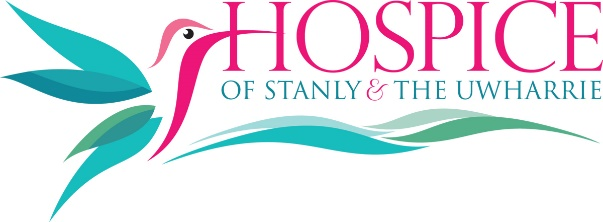 HOSPICE
OF STANLY & THE UWHARRIE